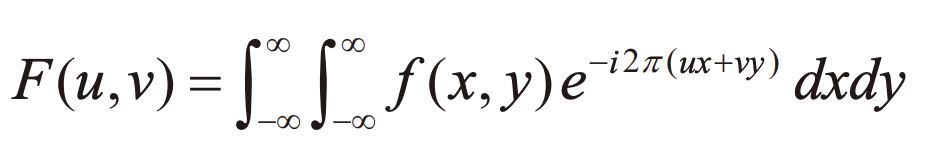 F(u,v) = ∫_{-∞}^{∞} ∫_{-∞}^{∞} f(x,y) e^{-i2π(ux+vy)} dxdy